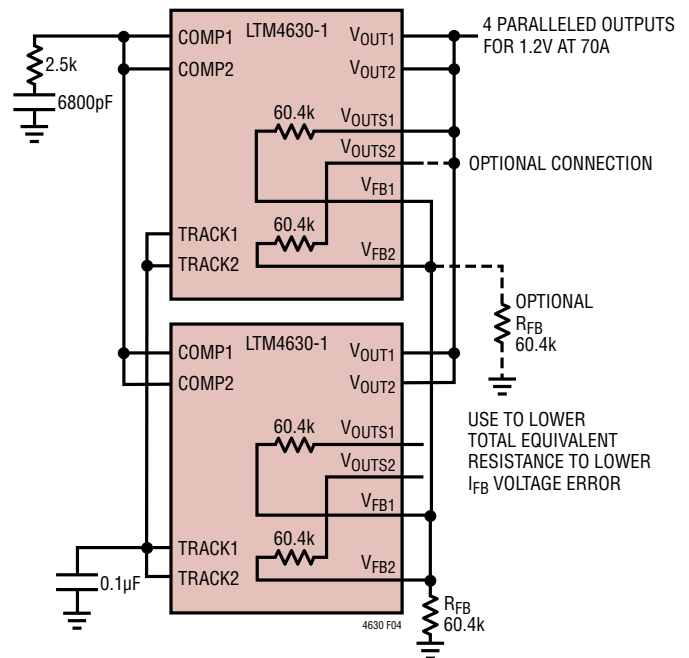 COMP1
LTM4630-1
VOUT1
4 PARALLELED OUTPUTS
FOR 1.2V AT 70A
COMP2
VOUT2
2.5k
6800pF
60.4k
VOUTS1
VOUTS2
OPTIONAL CONNECTION
VFB1
60.4k
TRACK1
TRACK2
VFB2
OPTIONAL
RFB
60.4k
COMP1
LTM4630-1
VOUT1
COMP2
VOUT2
USE TO LOWER
TOTAL EQUIVALENT
RESISTANCE TO LOWER
IFB VOLTAGE ERROR
60.4k
VOUTS1
VOUTS2
VFB1
60.4k
TRACK1
TRACK2
VFB2
0.1µF
RFB
60.4k
4630 F04